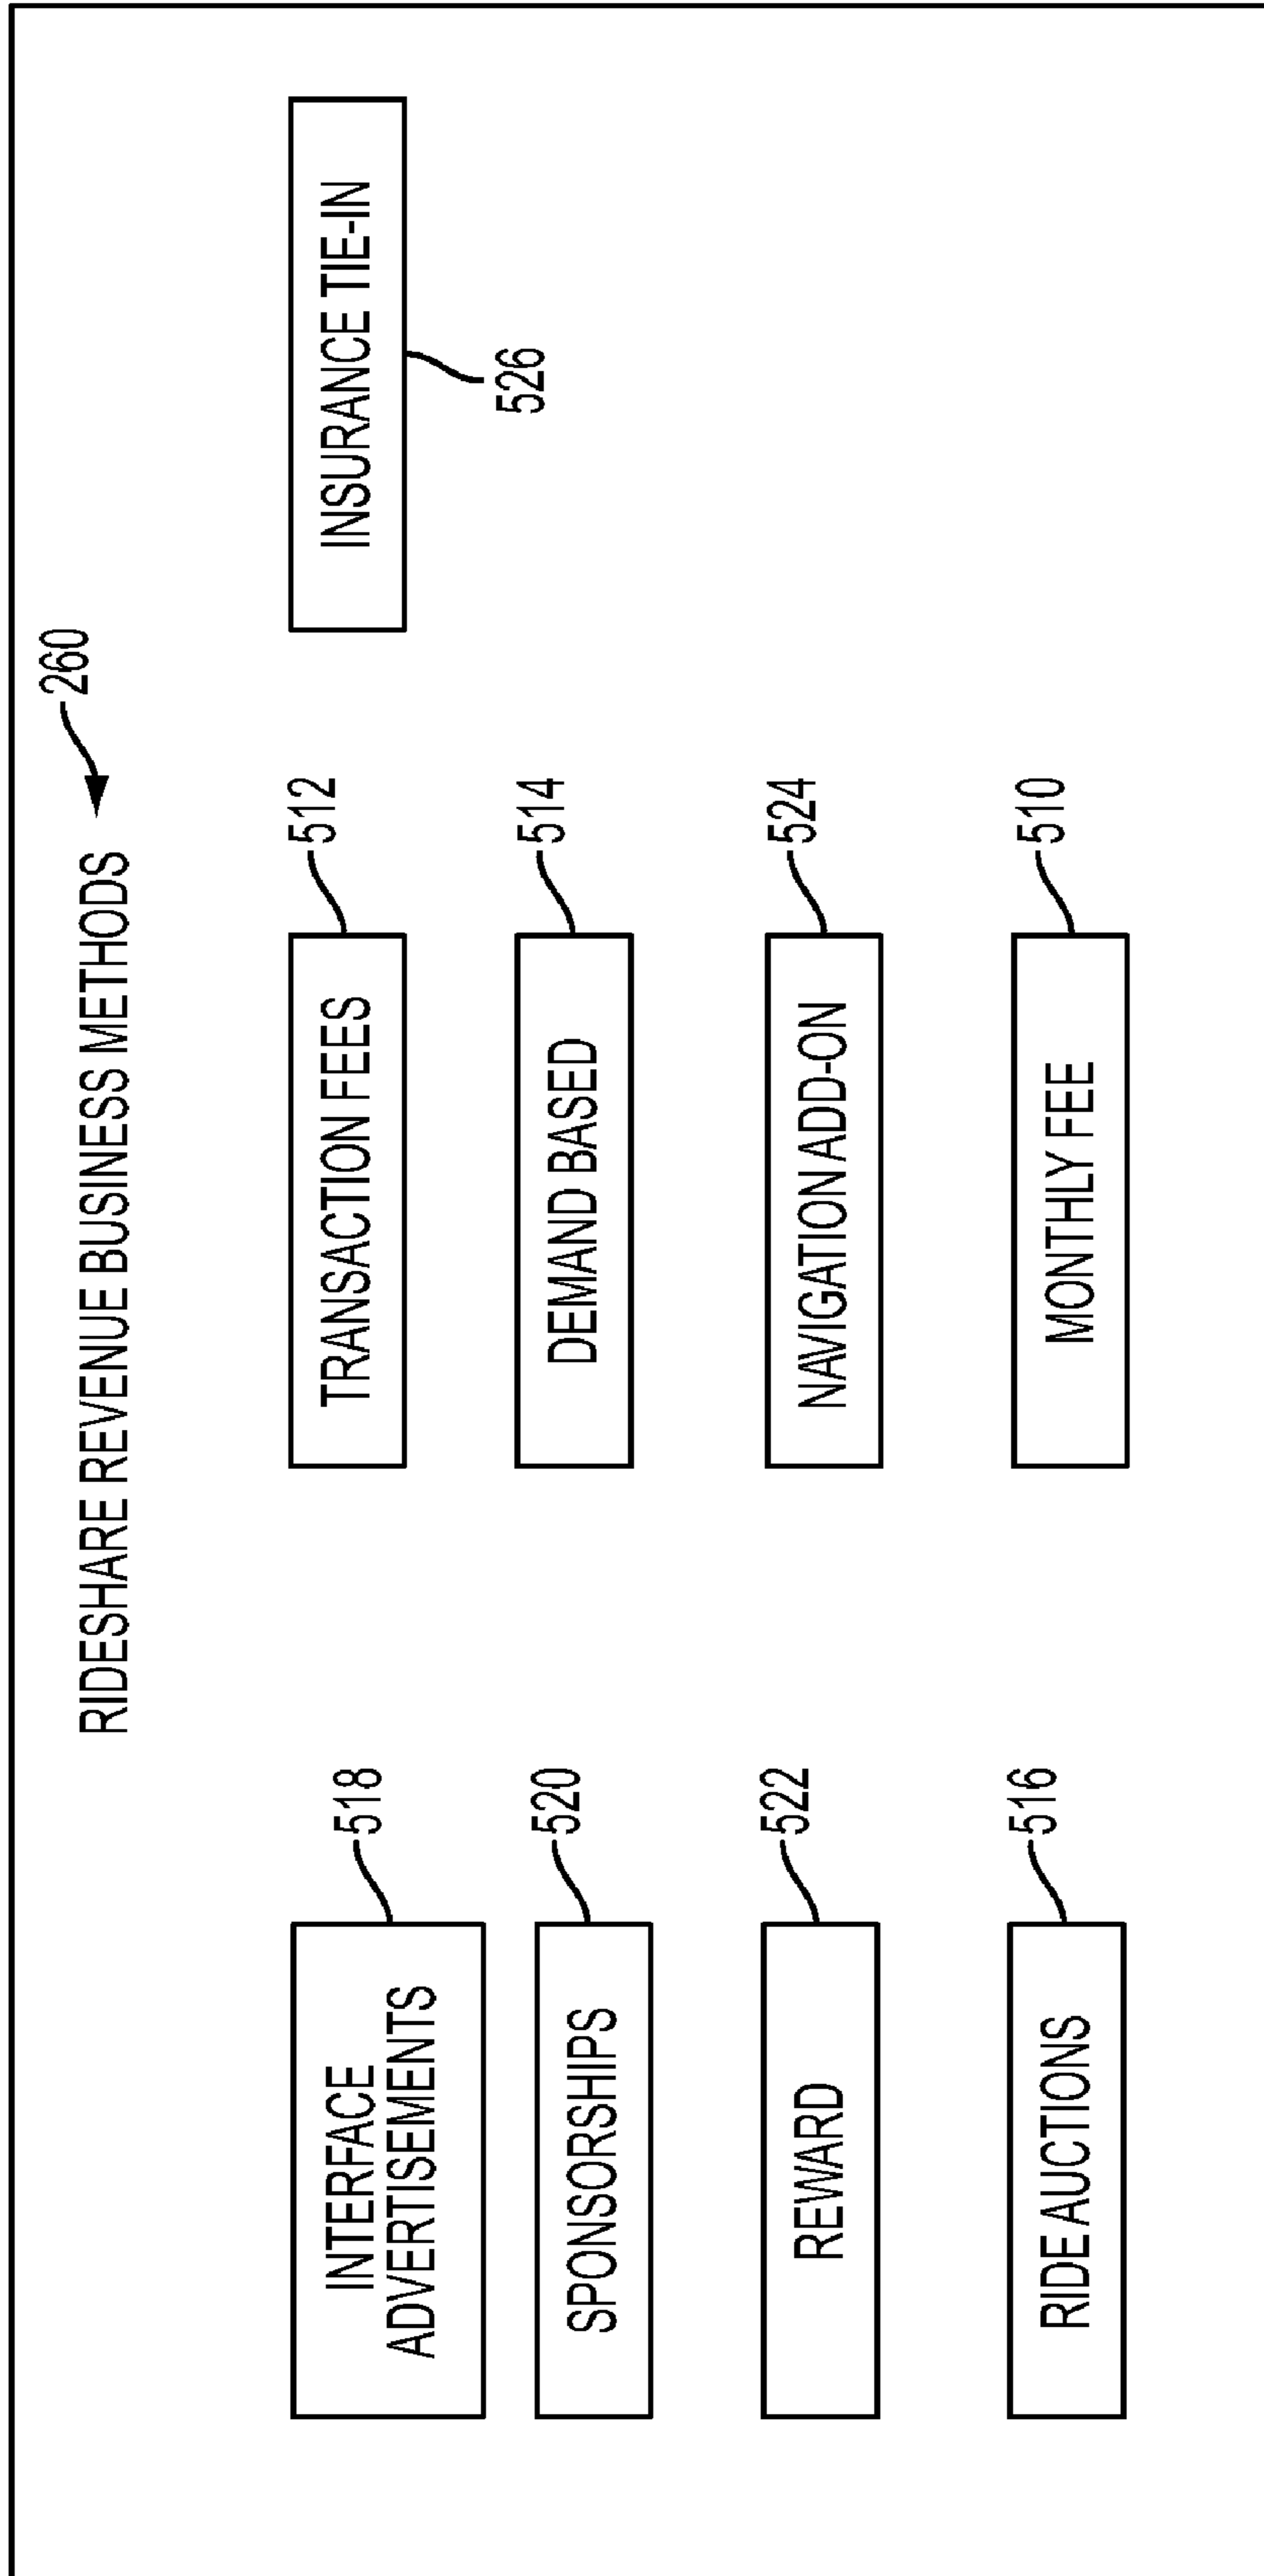 RIDESHARE REVENUE BUSINESS METHODS
260
INTERFACE
ADVERTISEMENTS
518
SPONSORSHIPS
520
REWARD
522
RIDE AUCTIONS
516
TRANSACTION FEES
512
DEMAND BASED
514
NAVIGATION ADD-ON
524
MONTHLY FEE
510
INSURANCE TIE-IN
526